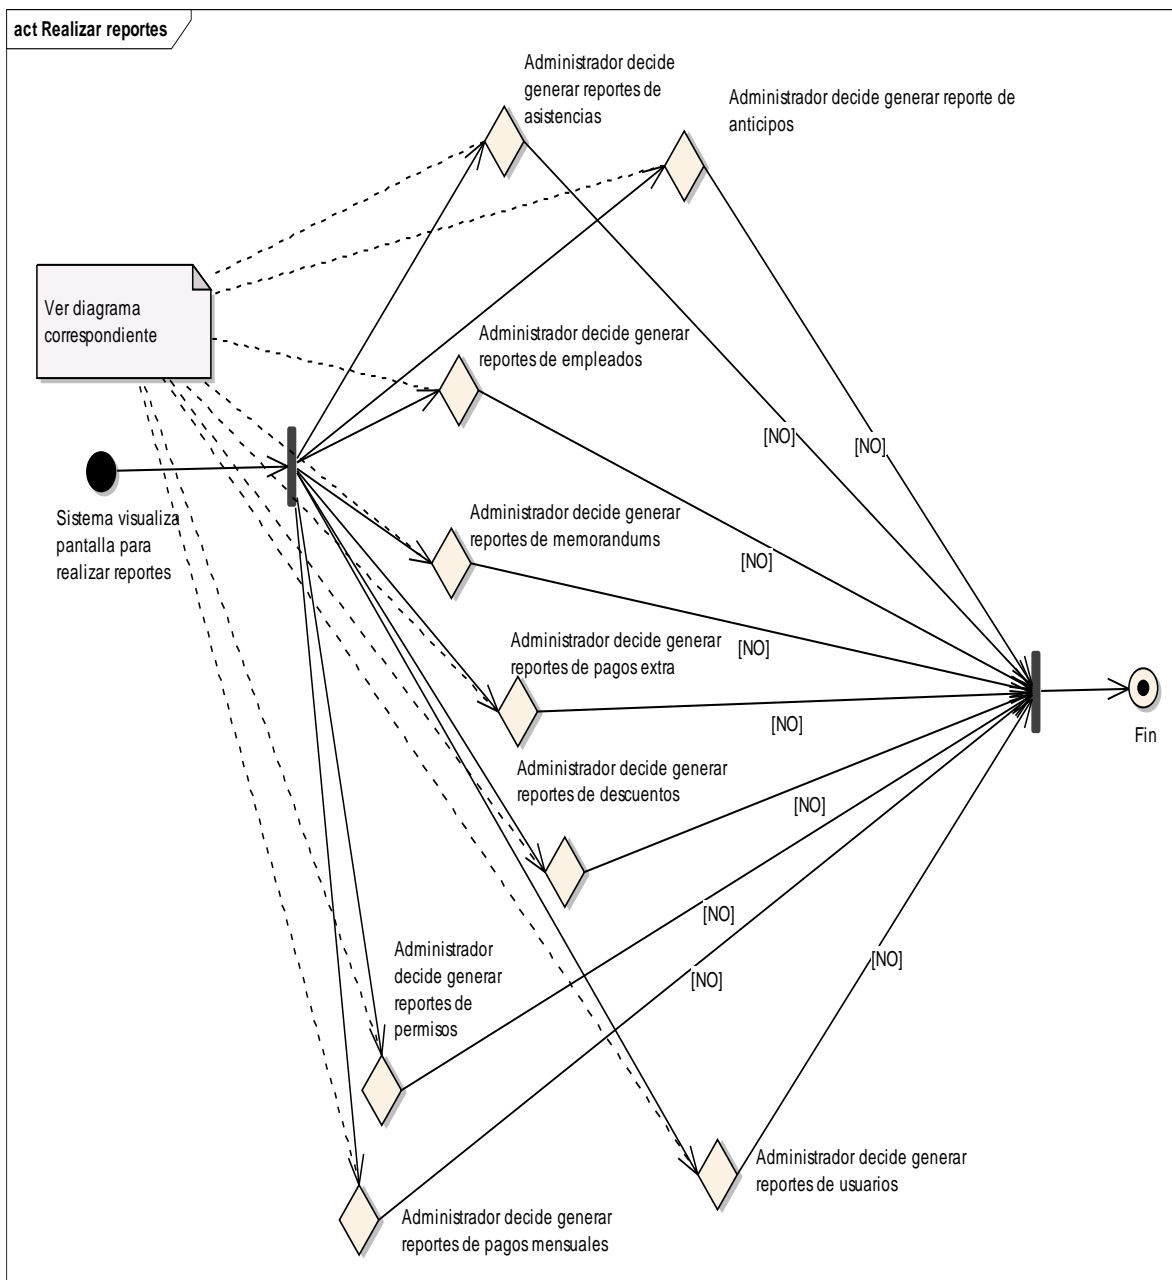 act Realizar reportes
Administrador decide
generar reportes de
asistencias
Administrador decide generar reporte de
anticipos
Ver diagrama
correspondiente
Administrador decide generar
reportes de empleados
[NO]
[NO]
Sistema visualiza
pantalla para
realizar reportes
Administrador decide generar
reportes de memorandums
[NO]
Administrador decide generar
reportes de pagos extra
[NO]
[NO]
Fin
Administrador decide generar
reportes de descuentos
[NO]
[NO]
Administrador
decide generar
reportes de
permisos
[NO]
[NO]
Administrador decide generar
reportes de usuarios
Administrador decide generar
reportes de pagos mensuales